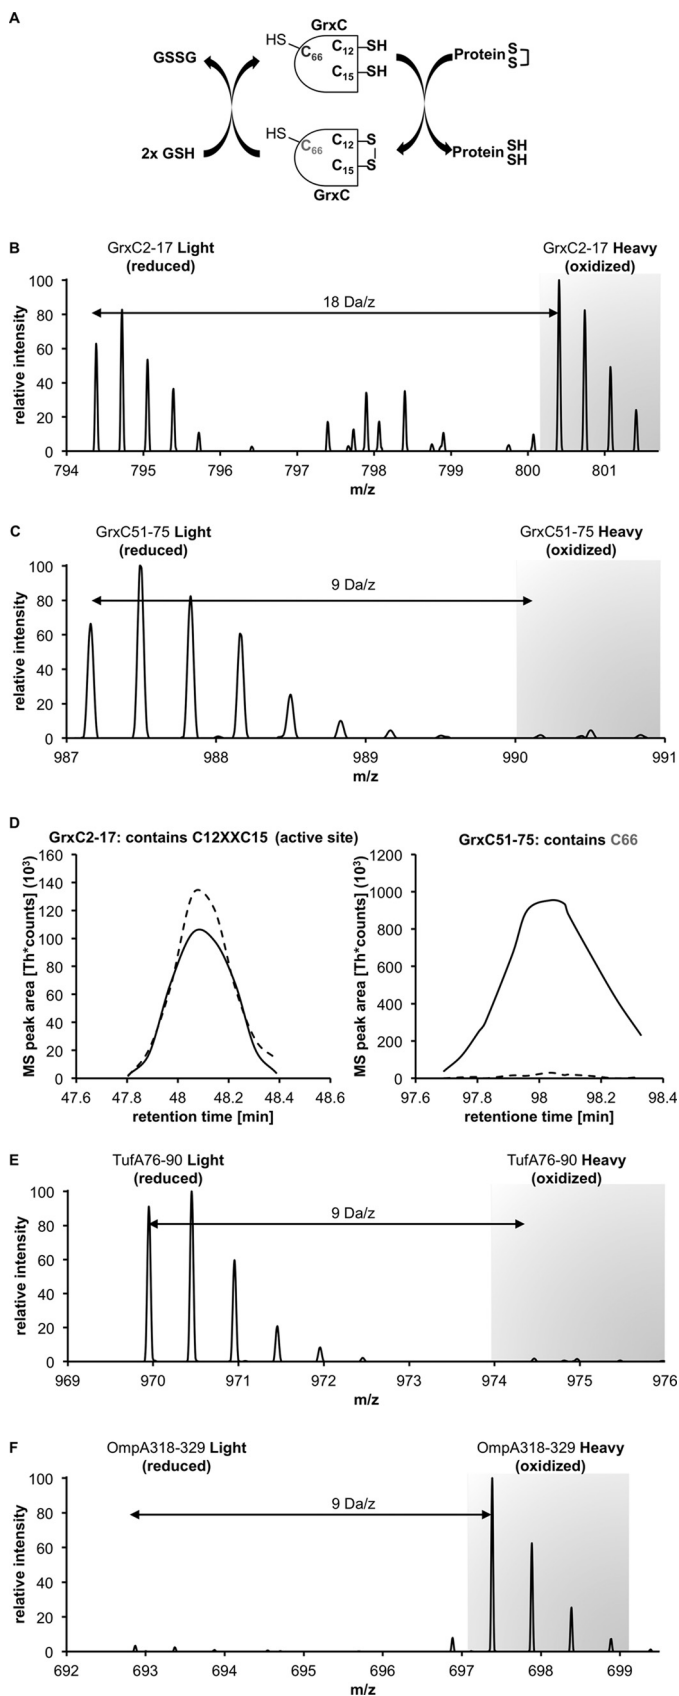 A
GrxC
HS
C66
C12
SH
C15
SH
GSSG
Protein
S
S
2x GSH
HS
C66
C12
S
C15
S
GrxC
Protein
SH
SH
B
GrxC2-17 Light
(reduced)
GrxC2-17 Heavy
(oxidized)
18 Da/z
relative intensity
100
80
60
40
20
0
794 795 796 797 798 799 800 801
m/z
C
GrxC51-75 Light
(reduced)
GrxC51-75 Heavy
(oxidized)
9 Da/z
relative intensity
100
80
60
40
20
0
987 988 989 990 991
m/z
D
GrxC2-17: contains C12XXC15 (active site)
MS peak area [Th*counts] (10³)
160
140
120
100
80
60
40
20
0
47.6 47.8 48 48.2 48.4 48.6
retention time [min]
GrxC51-75: contains C66
MS peak area [Th*counts] (10³)
1200
1000
800
600
400
200
0
97.6 97.8 98 98.2 98.4
retentione time [min]
E
TufA76-90 Light
(reduced)
TufA76-90 Heavy
(oxidized)
9 Da/z
relative intensity
100
80
60
40
20
0
969 970 971 972 973 974 975 976
m/z
F
OmpA318-329 Light
(reduced)
OmpA318-329 Heavy
(oxidized)
9 Da/z
relative intensity
100
80
60
40
20
0
692 693 694 695 696 697 698 699
m/z